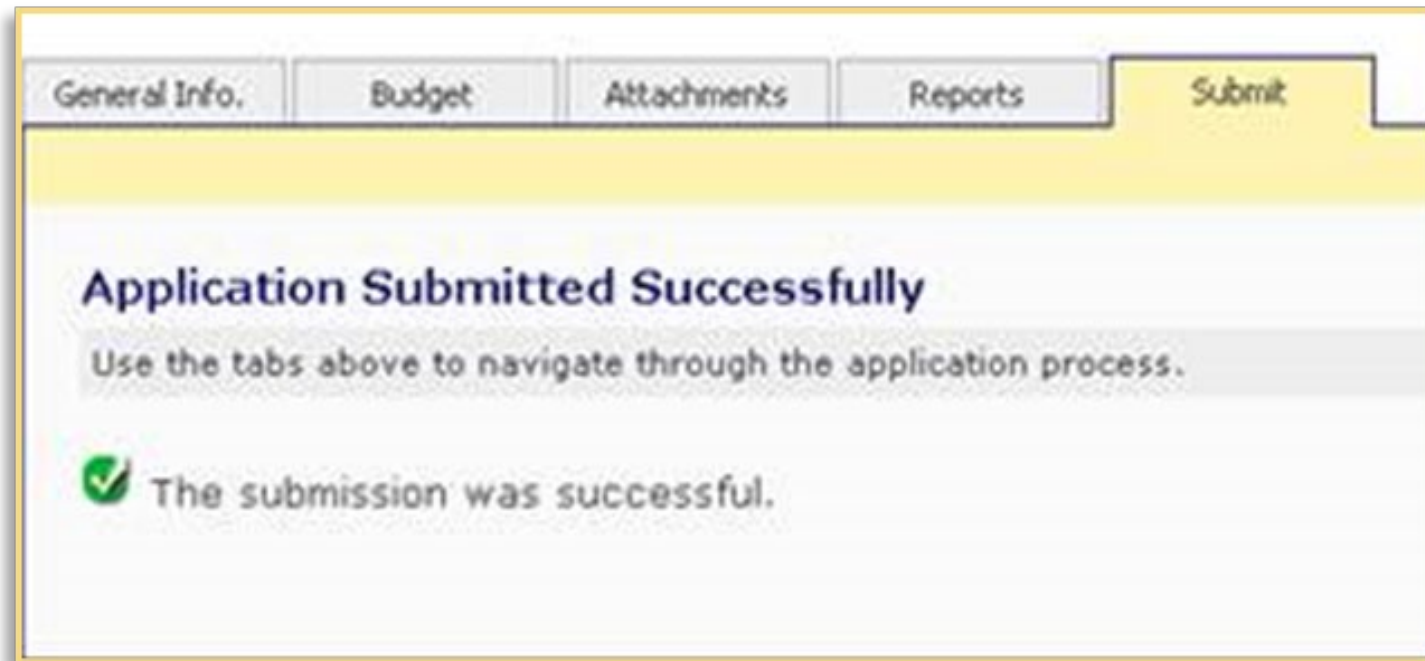 General Info. Budget Attachments Reports Submit
Application Submitted Successfully
Use the tabs above to navigate through the application process.
The submission was successful.